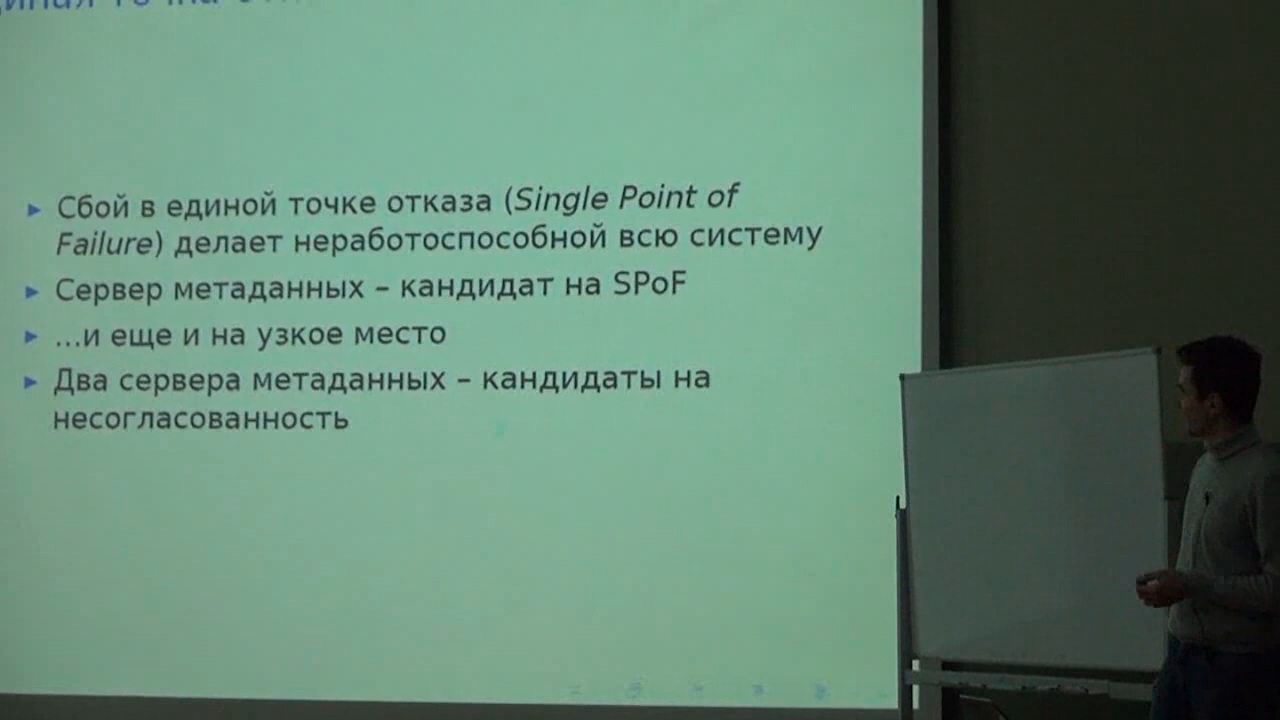 точка
Сбой в единой точке отказа (Single Point of
Failure) делает неработоспособной всю систему
Сервер метаданных – кандидат на SPoF
...и еще и на узкое место
Два сервера метаданных – кандидаты на
несогласованность